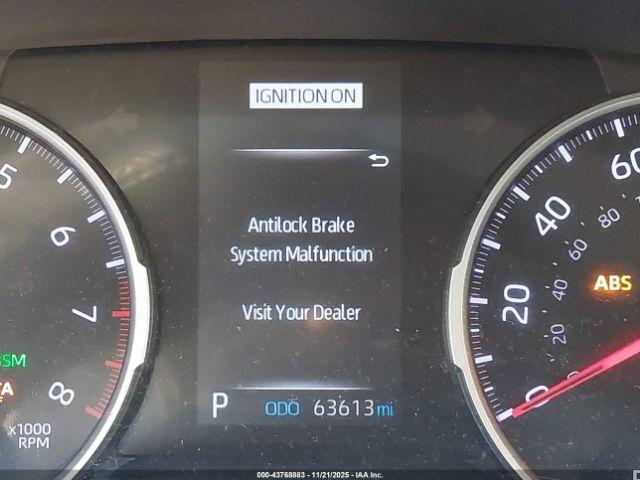 IGNITION ON
Antilock Brake
System Malfunction
Visit Your Dealer
P ODO 63613 mi
5
6
7
8
x1000
RPM
60
40
20
0
80
60
40
20
ABS
000-43768883 - 11/21/2025 - IAA Inc.